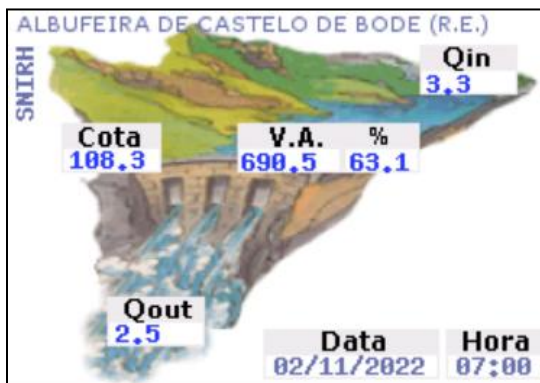 ALBUFEIRA DE CASTELO DE BODE (R.E.)
SNIRH
Qin
3.3
Cota
108.3
V.A. %
690.5 63.1
Qout
2.5
Data Hora
02/11/2022 07:00